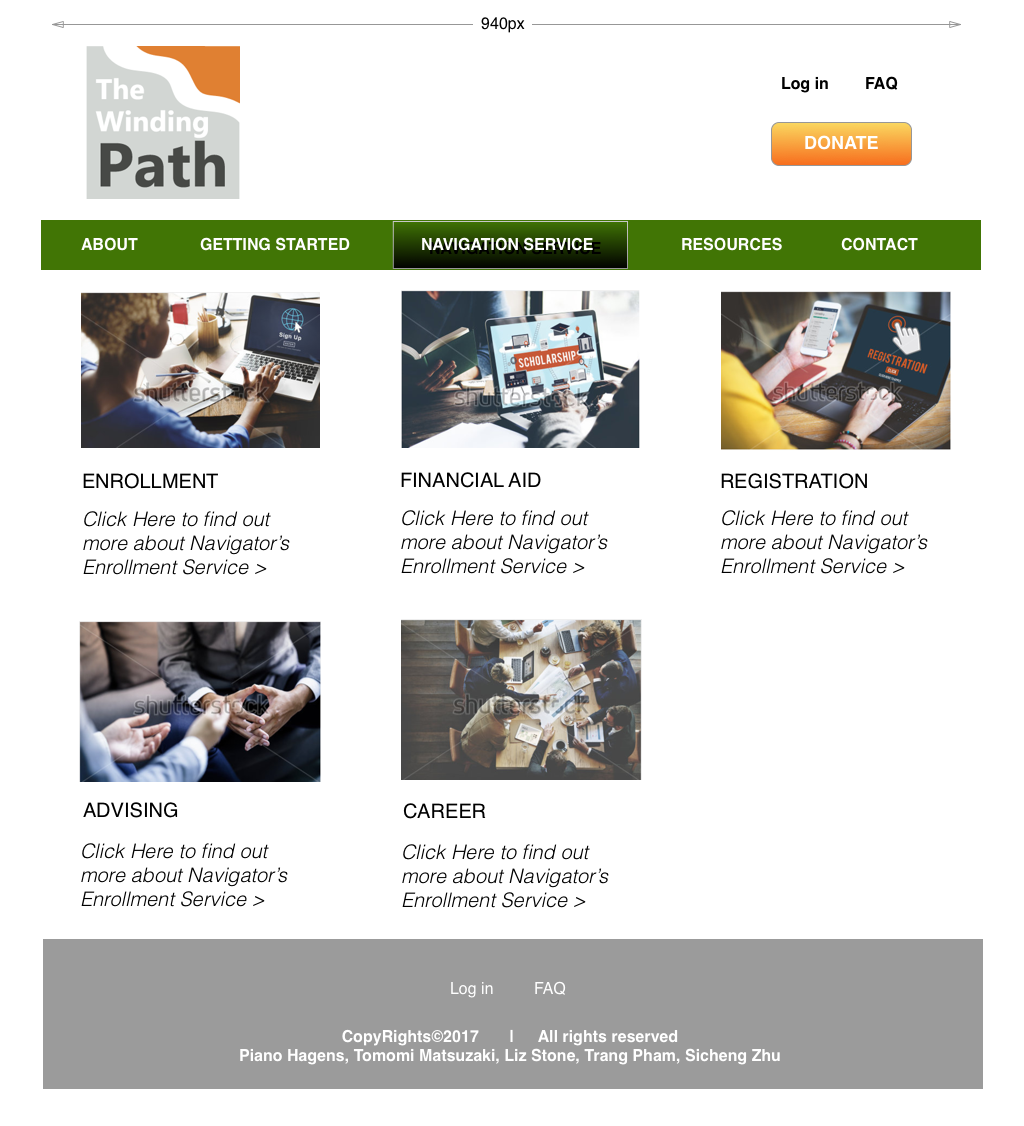 940px
The
Winding
Path
Log in FAQ
DONATE
ABOUT GETTING STARTED NAVIGATION SERVICE RESOURCES CONTACT
Sign Up
SCHOLARSHIP
REGISTRATION
CLICK
shutterstock shutterstock shutterstock
ENROLLMENT FINANCIAL AID REGISTRATION
Click Here to find out
more about Navigator’s
Enrollment Service >
Click Here to find out
more about Navigator’s
Enrollment Service >
Click Here to find out
more about Navigator’s
Enrollment Service >
shutterstock shutterstock
ADVISING CAREER
Click Here to find out
more about Navigator’s
Enrollment Service >
Click Here to find out
more about Navigator’s
Enrollment Service >
Log in FAQ
CopyRights©2017 | All rights reserved
Piano Hagens, Tomomi Matsuzaki, Liz Stone, Trang Pham, Sicheng Zhu